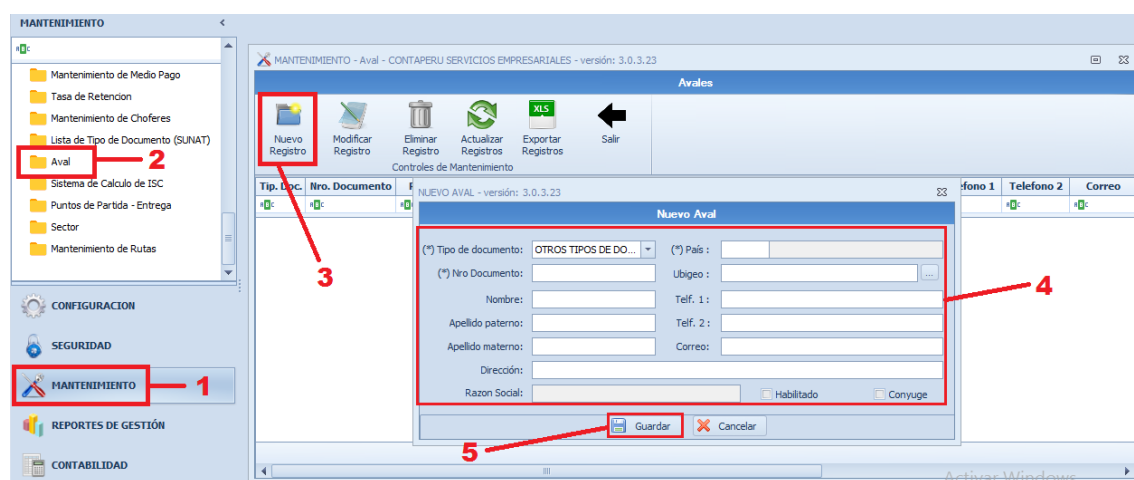 MANTENIMIENTO
Mantenimiento de Medio Pago
Tasa de Retencion
Mantenimiento de Choferes
Lista de Tipo de Documento (SUNAT)
Aval
2
Sistema de Calculo de ISC
Puntos de Partida - Entrega
Sector
Mantenimiento de Rutas
CONFIGURACION
SEGURIDAD
MANTENIMIENTO
1
REPORTES DE GESTIÓN
CONTABILIDAD
MANTENIMIENTO - Aval - CONTAPERU SERVICIOS EMPRESARIALES - versión: 3.0.3.23
Avales
Nuevo Registro
Modificar Registro
Eliminar Registro
Actualizar Registros
XLS
Exportar Registros
Salir
Controles de Mantenimiento
3
Tip. Doc. Nro. Documento
efono 1 Telefono 2 Correo
NUEVO AVAL - versión: 3.0.3.23
Nuevo Aval
(*) Tipo de documento: OTROS TIPOS DE DO... (*) País :
(*) Nro Documento: Ubigeo : ...
Nombre: Telf. 1 :
Apellido paterno: Telf. 2 :
Apellido materno: Correo:
Dirección:
Razon Social: Habilitado Conyuge
4
Guardar Cancelar
5
Activar Windows